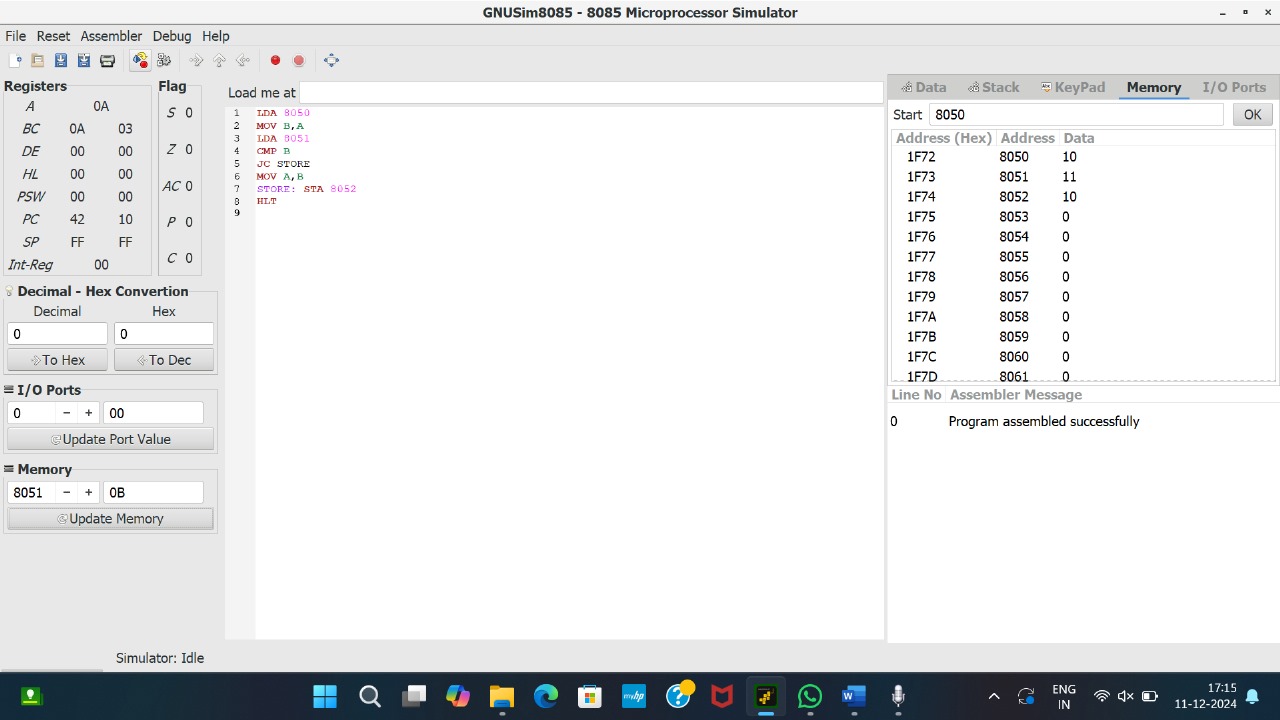 GNUSim8085 - 8085 Microprocessor Simulator
File Reset Assembler Debug Help
Registers
A 0A
BC 0A 03
DE 00 00
HL 00 00
PSW 00 00
PC 42 10
SP FF FF
Int-Reg 00
Flag
S 0
Z 0
AC 0
P 0
C 0
Decimal - Hex Convertion
Decimal Hex
0 0
To Hex To Dec
I/O Ports
0 - + 00
Update Port Value
Memory
8051 - + 0B
Update Memory
Load me at
1 LDA 8050
2 MOV B,A
3 LDA 8051
4 CMP B
5 JC STORE
6 MOV A,B
7 STORE: STA 8052
8 HLT
9
Data Stack KeyPad Memory I/O Ports
Start 8050 OK
Address (Hex) Address Data
1F72 8050 10
1F73 8051 11
1F74 8052 10
1F75 8053 0
1F76 8054 0
1F77 8055 0
1F78 8056 0
1F79 8057 0
1F7A 8058 0
1F7B 8059 0
1F7C 8060 0
1F7D 8061 0
Line No Assembler Message
0 Program assembled successfully
Simulator: Idle
myhp
ENG
IN
17:15
11-12-2024